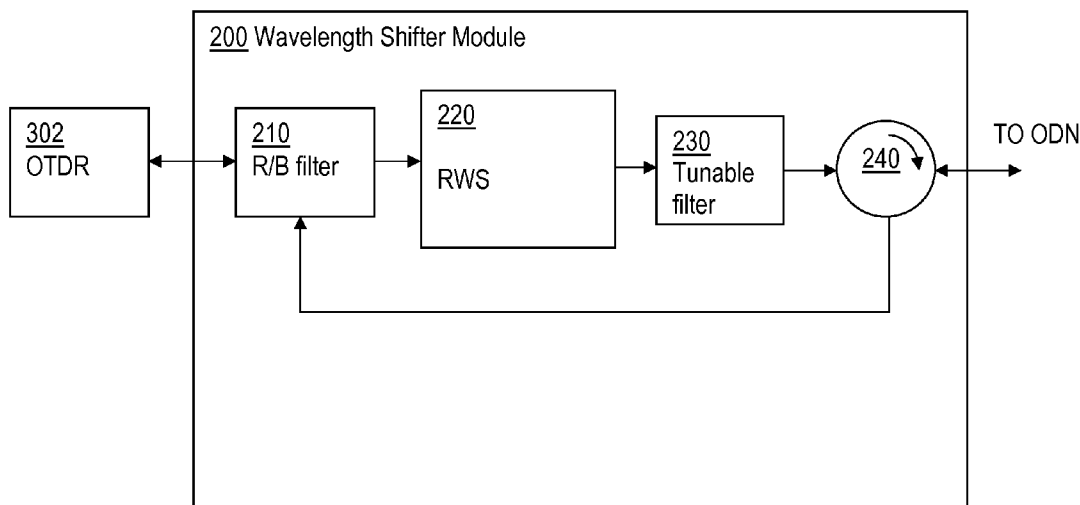 200 Wavelength Shifter Module
302
OTDR
210
R/B filter
220
RWS
230
Tunable
filter
240
TO ODN